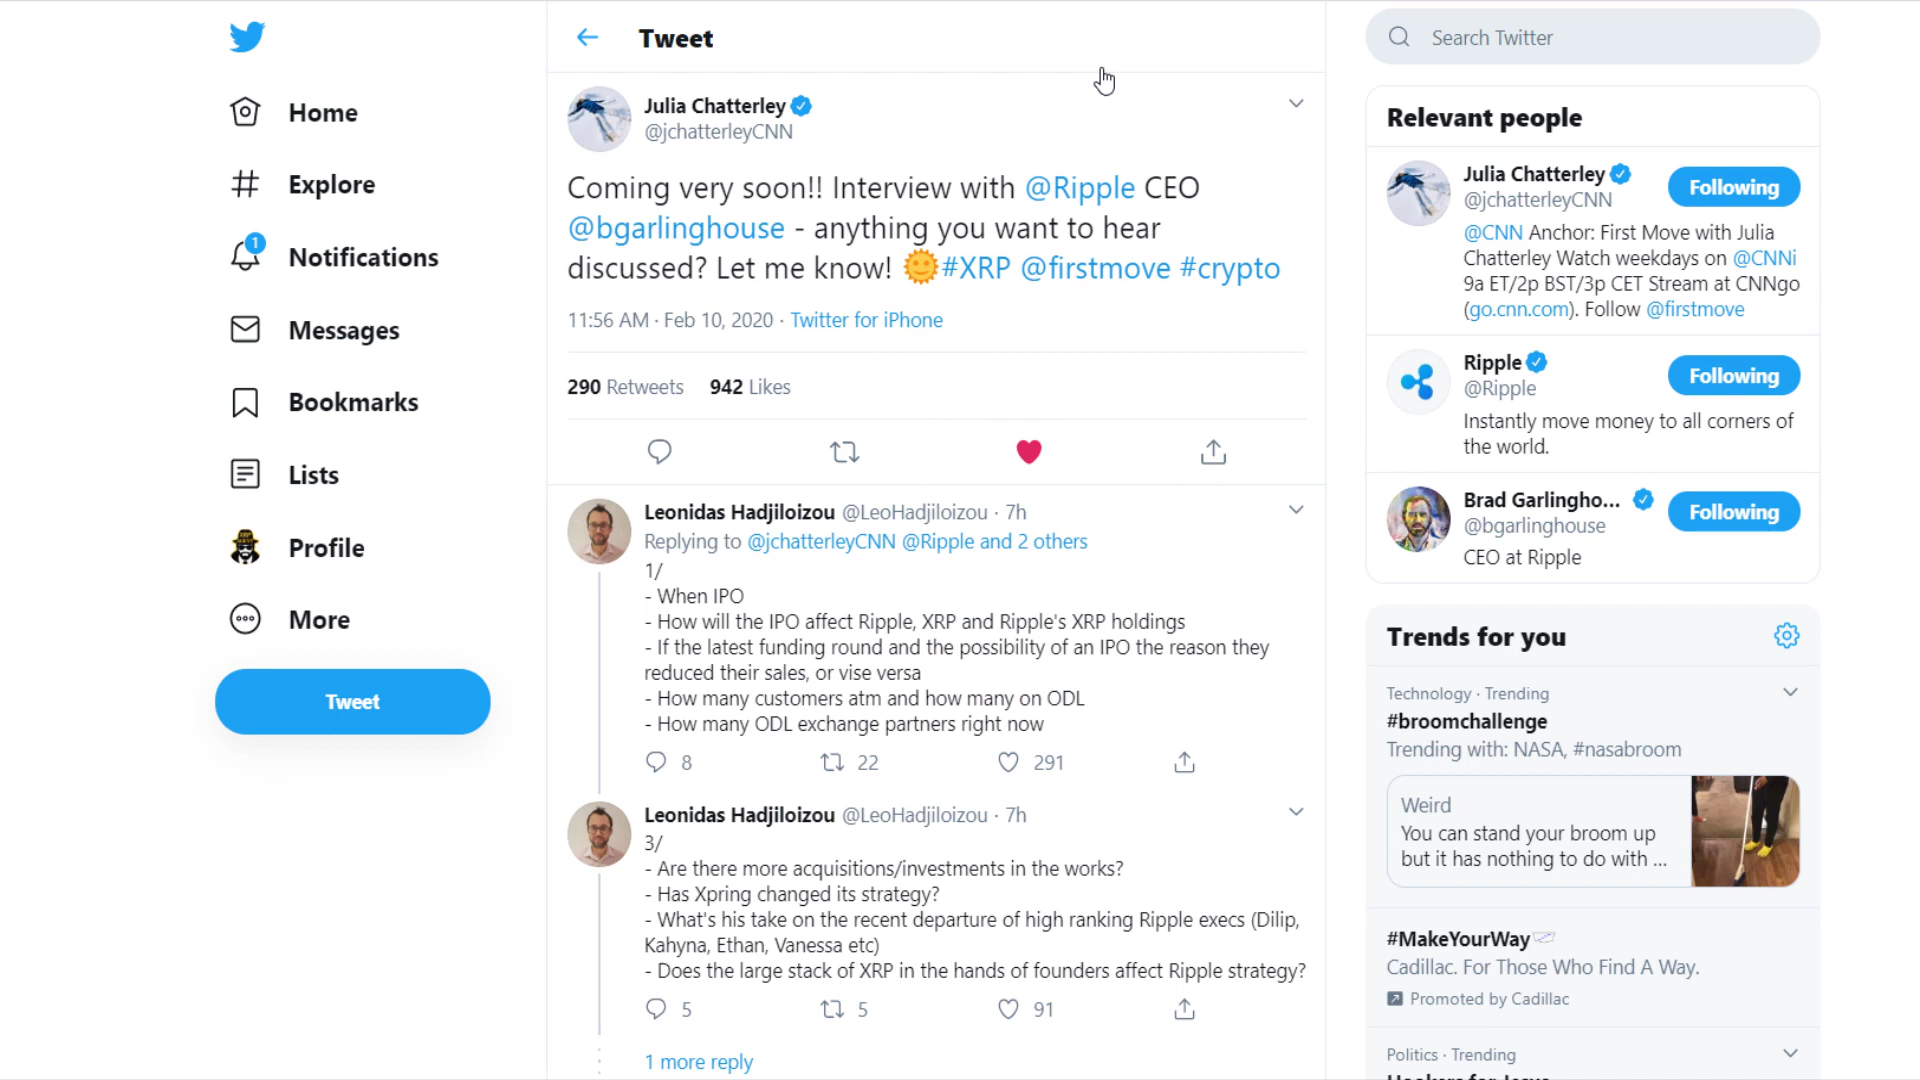 Home
Explore
1
Notifications
Messages
Bookmarks
Lists
Profile
More
Tweet
Tweet
Julia Chatterley
@jchatterleyCNN
Coming very soon!! Interview with @Ripple CEO
@bgarlinghouse - anything you want to hear
discussed? Let me know! 🌞#XRP @firstmove #crypto
11:56 AM · Feb 10, 2020 · Twitter for iPhone
290 Retweets 942 Likes
Leonidas Hadjiloizou @LeoHadjiloizou · 7h
Replying to @jchatterleyCNN @Ripple and 2 others
1/
- When IPO
- How will the IPO affect Ripple, XRP and Ripple's XRP holdings
- If the latest funding round and the possibility of an IPO the reason they
reduced their sales, or vise versa
- How many customers atm and how many on ODL
- How many ODL exchange partners right now
8 22 291
Leonidas Hadjiloizou @LeoHadjiloizou · 7h
3/
- Are there more acquisitions/investments in the works?
- Has Xpring changed its strategy?
- What's his take on the recent departure of high ranking Ripple execs (Dilip,
Kahyna, Ethan, Vanessa etc)
- Does the large stack of XRP in the hands of founders affect Ripple strategy?
5 5 91
1 more reply
Search Twitter
Relevant people
Julia Chatterley
@jchatterleyCNN
Following
@CNN Anchor: First Move with Julia
Chatterley Watch weekdays on @CNNi
9a ET/2p BST/3p CET Stream at CNNgo
(go.cnn.com). Follow @firstmove
Ripple
@Ripple
Following
Instantly move money to all corners of
the world.
Brad Garlingho...
@bgarlinghouse
Following
CEO at Ripple
Trends for you
Technology · Trending
#broomchallenge
Trending with: NASA, #nasabroom
Weird
You can stand your broom up
but it has nothing to do with ...
#MakeYourWay
Cadillac. For Those Who Find A Way.
Promoted by Cadillac
Politics · Trending